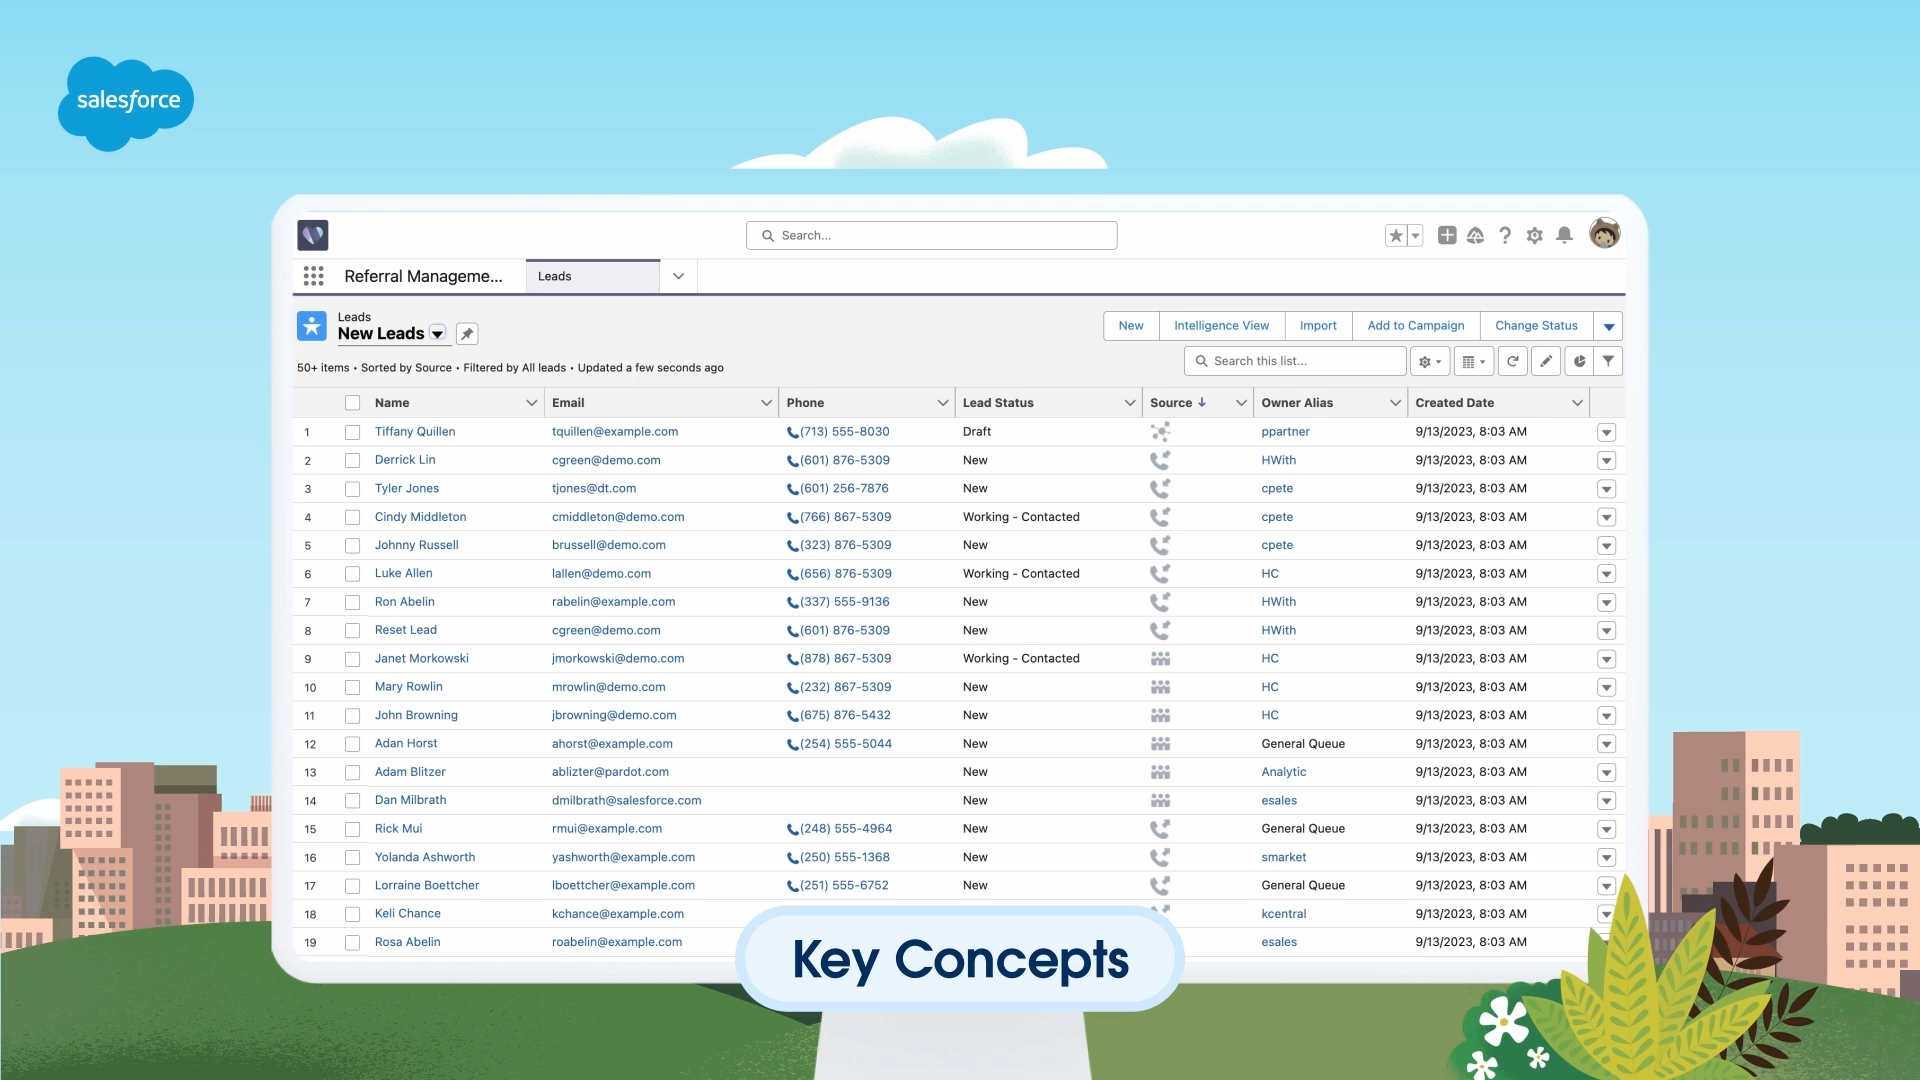 salesforce
Search...
Referral Manageme... Leads
Leads
New Leads
New Intelligence View Import Add to Campaign Change Status
50+ items • Sorted by Source • Filtered by All leads • Updated a few seconds ago
Search this list...
Name Email Phone Lead Status Source Owner Alias Created Date
1 Tiffany Quillen tquillen@example.com (713) 555-8030 Draft ppartner 9/13/2023, 8:03 AM
2 Derrick Lin cgreen@demo.com (601) 876-5309 New HWith 9/13/2023, 8:03 AM
3 Tyler Jones tjones@dt.com (601) 256-7876 New cpete 9/13/2023, 8:03 AM
4 Cindy Middleton cmiddleton@demo.com (766) 867-5309 Working - Contacted cpete 9/13/2023, 8:03 AM
5 Johnny Russell brussell@demo.com (323) 876-5309 New cpete 9/13/2023, 8:03 AM
6 Luke Allen lallen@demo.com (656) 876-5309 Working - Contacted HC 9/13/2023, 8:03 AM
7 Ron Abelin rabelin@example.com (337) 555-9136 New HWith 9/13/2023, 8:03 AM
8 Reset Lead cgreen@demo.com (601) 876-5309 New HWith 9/13/2023, 8:03 AM
9 Janet Morkowski jmorkowski@demo.com (878) 867-5309 Working - Contacted HC 9/13/2023, 8:03 AM
10 Mary Rowlin mrowlin@demo.com (232) 867-5309 New HC 9/13/2023, 8:03 AM
11 John Browning jbrowning@demo.com (675) 876-5432 New HC 9/13/2023, 8:03 AM
12 Adan Horst ahorst@example.com (254) 555-5044 New General Queue 9/13/2023, 8:03 AM
13 Adam Blitzer ablizter@pardot.com New Analytic 9/13/2023, 8:03 AM
14 Dan Milbrath dmilbrath@salesforce.com New esales 9/13/2023, 8:03 AM
15 Rick Mui rmui@example.com (248) 555-4964 New General Queue 9/13/2023, 8:03 AM
16 Yolanda Ashworth yashworth@example.com (250) 555-1368 New smarket 9/13/2023, 8:03 AM
17 Lorraine Boettcher lboettcher@example.com (251) 555-6752 New General Queue 9/13/2023, 8:03 AM
18 Keli Chance kchance@example.com kcentral 9/13/2023, 8:03 AM
19 Rosa Abelin roabelin@example.com esales 9/13/2023, 8:03 AM
Key Concepts